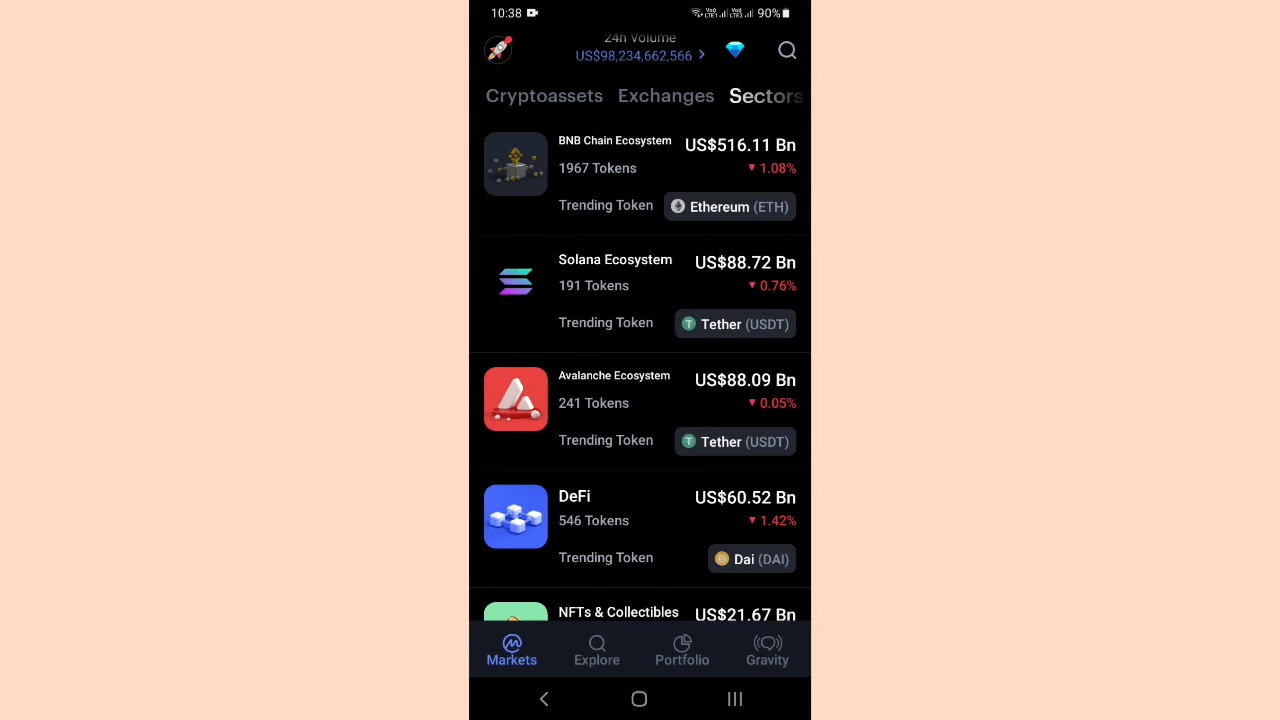 10:38 90%
24h Volume
US$98,234,662,566
Cryptoassets Exchanges Sectors
BNB Chain Ecosystem US$516.11 Bn
1967 Tokens ▼ 1.08%
Trending Token Ethereum (ETH)
Solana Ecosystem US$88.72 Bn
191 Tokens ▼ 0.76%
Trending Token Tether (USDT)
Avalanche Ecosystem US$88.09 Bn
241 Tokens ▼ 0.05%
Trending Token Tether (USDT)
DeFi US$60.52 Bn
546 Tokens ▼ 1.42%
Trending Token Dai (DAI)
NFTs & Collectibles US$21.67 Bn
Markets Explore Portfolio Gravity